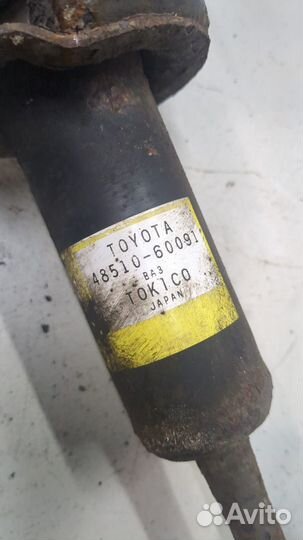 TOYOTA
48510-60091
BA3
TOKICO
JAPAN
Avito